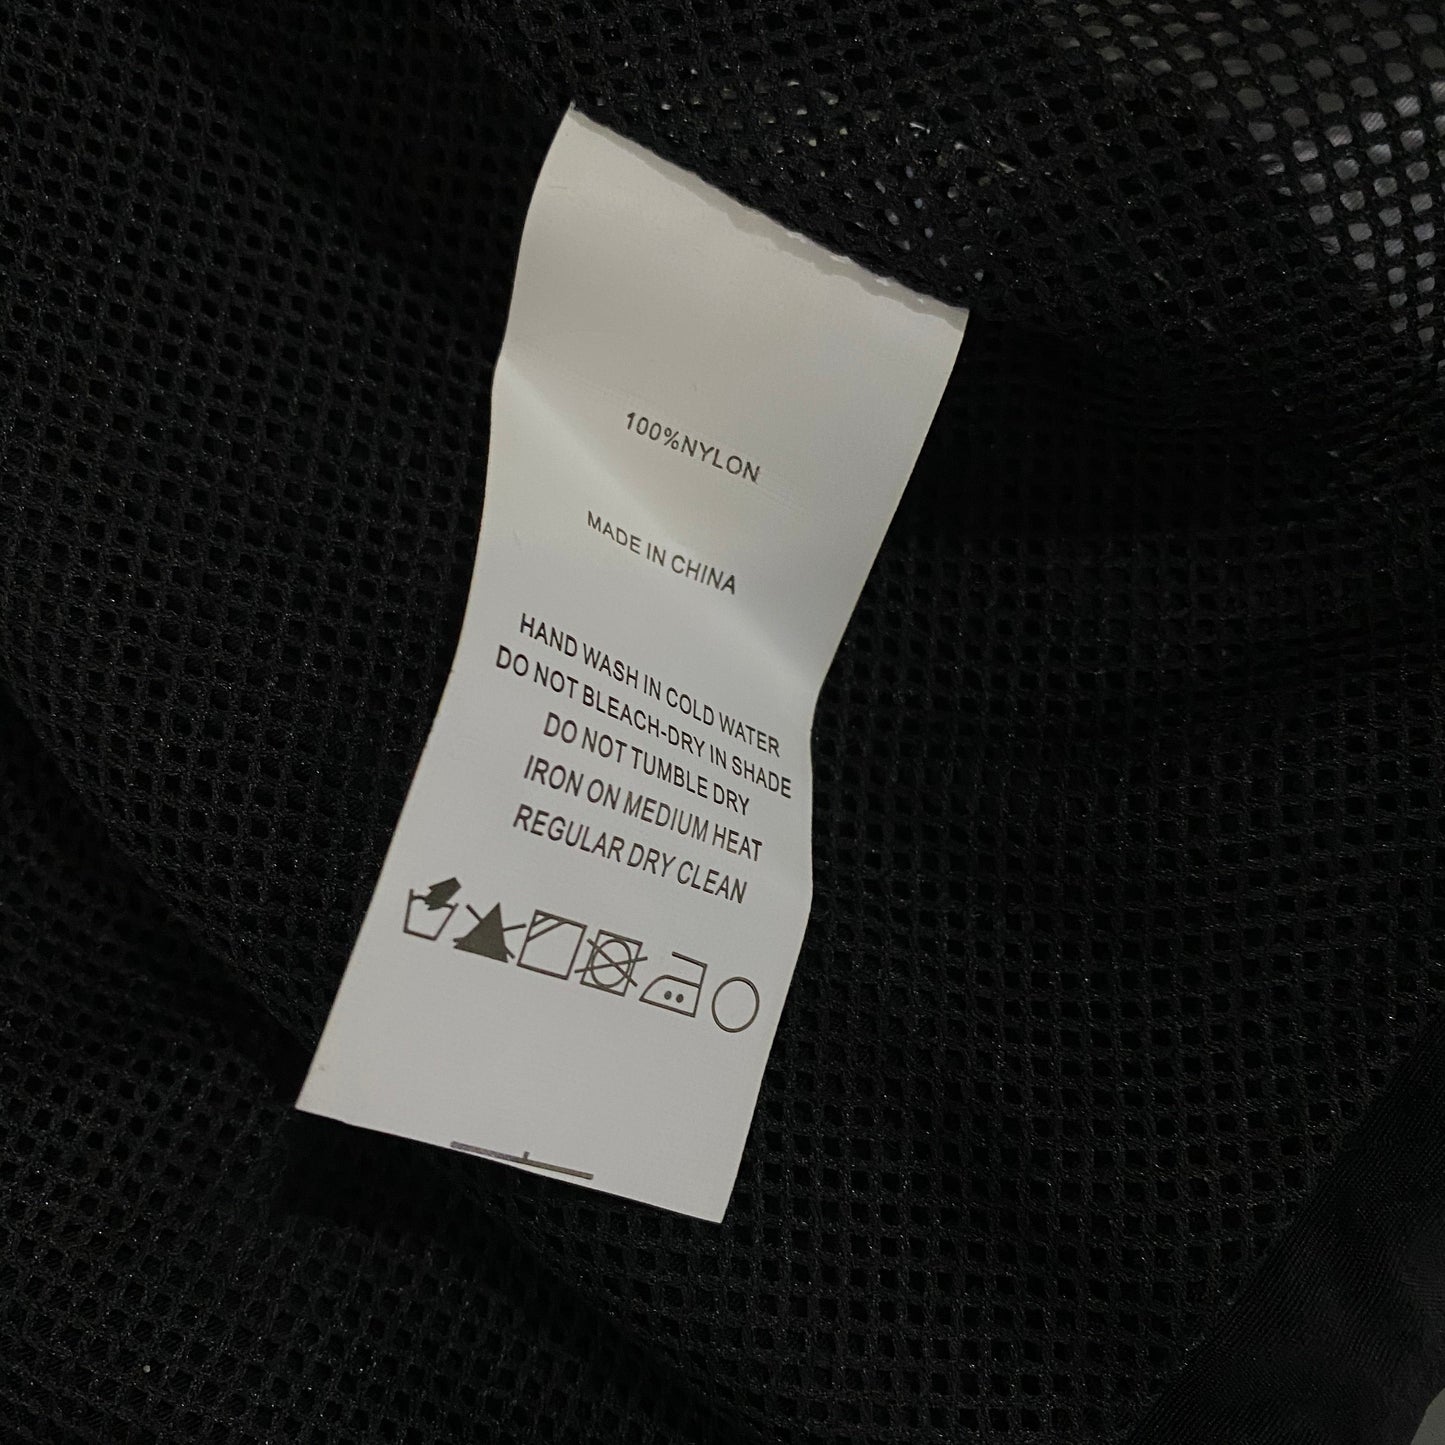 100%NYLON
MADE IN CHINA
HAND WASH IN COLD WATER
DO NOT BLEACH-DRY IN SHADE
DO NOT TUMBLE DRY
IRON ON MEDIUM HEAT
REGULAR DRY CLEAN